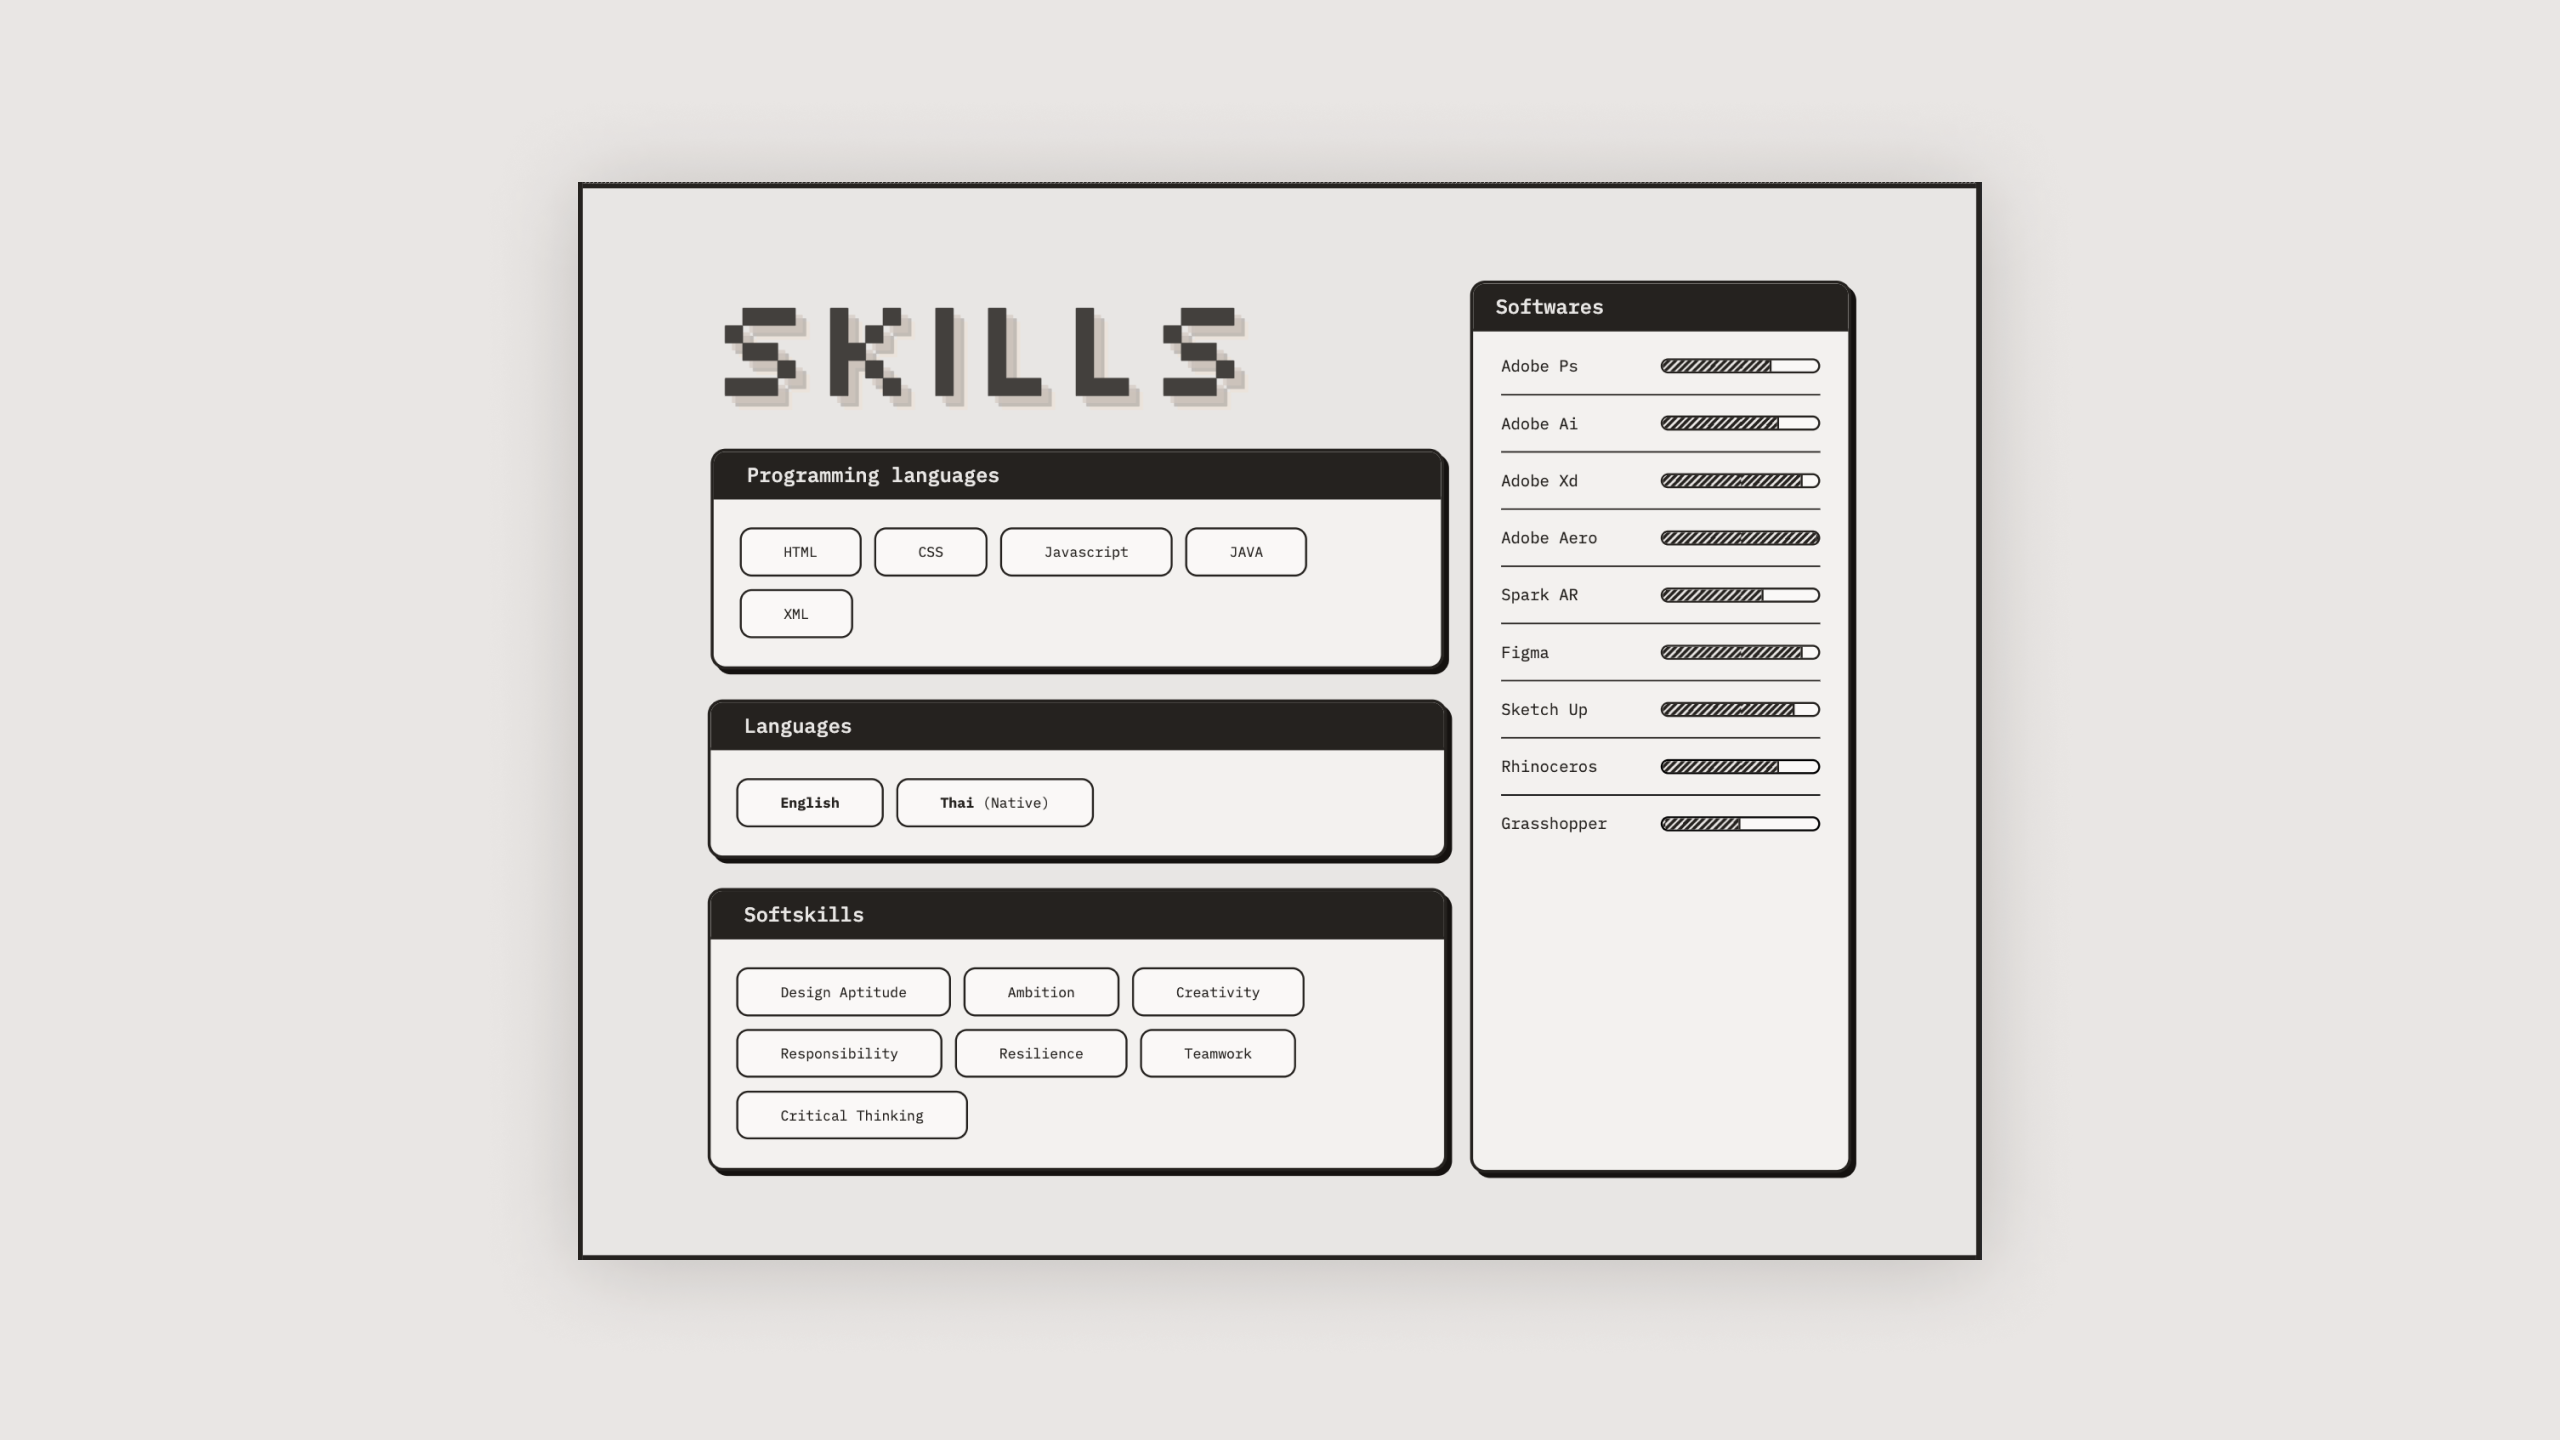 SKILLS
Programming languages
HTML CSS Javascript JAVA
XML
Languages
English Thai (Native)
Softskills
Design Aptitude Ambition Creativity
Responsibility Resilience Teamwork
Critical Thinking
Softwares
Adobe Ps
Adobe Ai
Adobe Xd
Adobe Aero
Spark AR
Figma
Sketch Up
Rhinoceros
Grasshopper